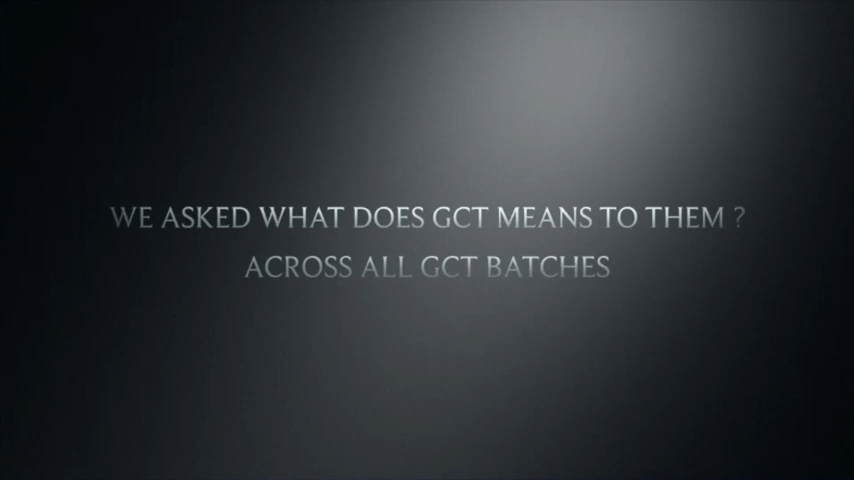 WE ASKED WHAT DOES GCT MEANS TO THEM ?
ACROSS ALL GCT BATCHES